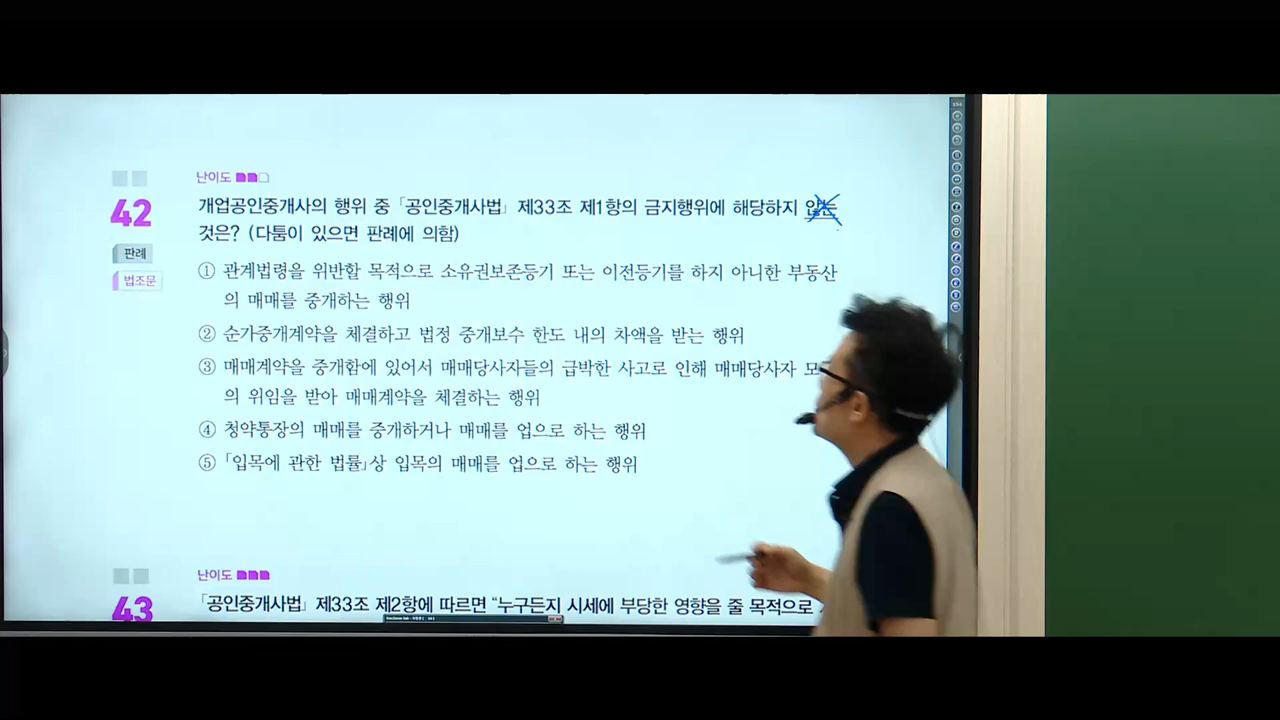 난이도
42
개업공인중개사의 행위 중 「공인중개사법」 제33조 제1항의 금지행위에 해당하지 않는
것은? (다툼이 있으면 판례에 의함)
판례
법조문
① 관계법령을 위반할 목적으로 소유권보존등기 또는 이전등기를 하지 아니한 부동산
의 매매를 중개하는 행위
② 순가중개계약을 체결하고 법정 중개보수 한도 내의 차액을 받는 행위
③ 매매계약을 중개함에 있어서 매매당사자들의 급박한 사고로 인해 매매당사자
의 위임을 받아 매매계약을 체결하는 행위
④ 청약통장의 매매를 중개하거나 매매를 업으로 하는 행위
⑤ 「입목에 관한 법률」상 입목의 매매를 업으로 하는 행위
난이도
43
「공인중개사법」 제33조 제2항에 따르면 “누구든지 시세에 부당한 영향을 줄 목적으로